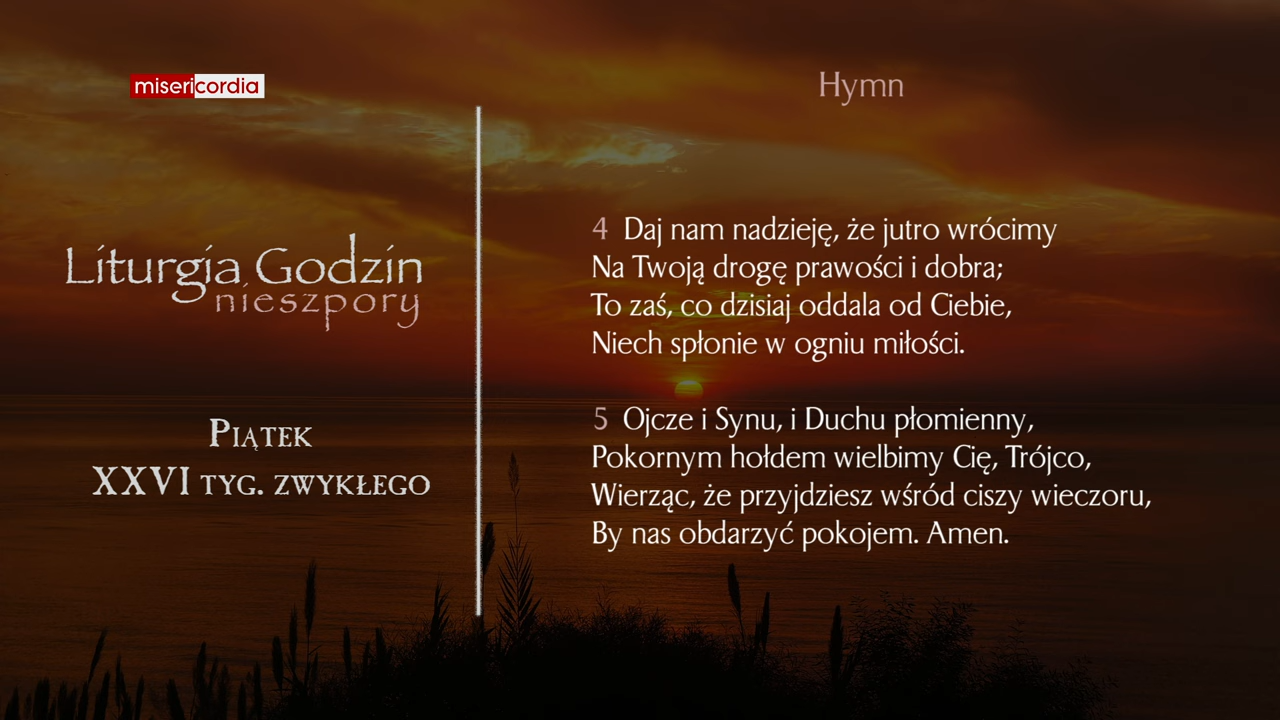 misericordia
Liturgia Godzin
nieszpory
Piątek
XXVI tyg. zwykłego
Hymn
4 Daj nam nadzieję, że jutro wrócimy
Na Twoją drogę prawości i dobra;
To zaś, co dzisiaj oddala od Ciebie,
Niech spłonie w ogniu miłości.
5 Ojcze i Synu, i Duchu płomienny,
Pokornym hołdem wielbimy Cię, Trójco,
Wierząc, że przyjdziesz wśród ciszy wieczoru,
By nas obdarzyć pokojem. Amen.